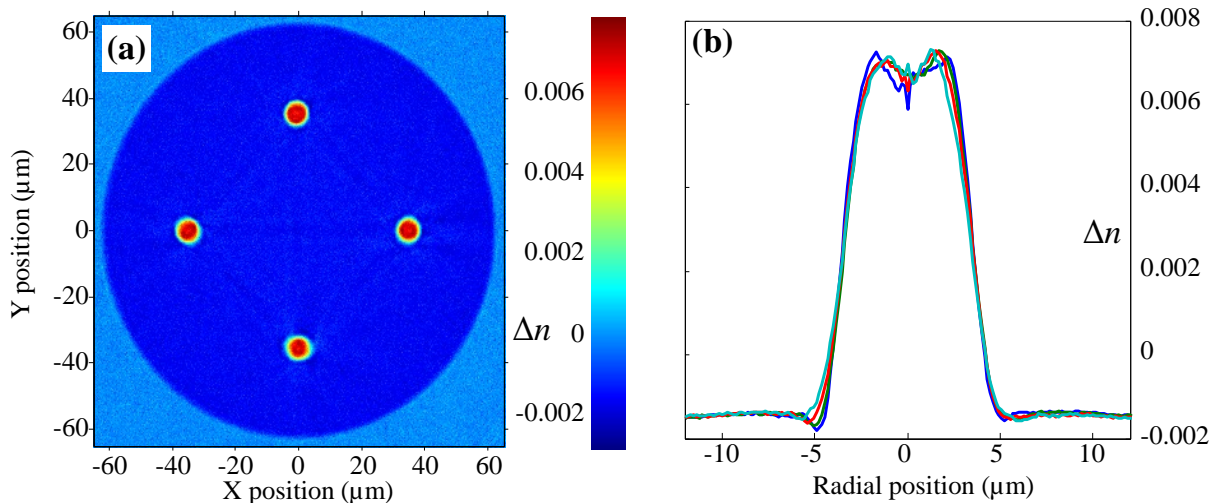 (a)
60
40
20
0
-20
-40
-60
-60 -40 -20 0 20 40 60
X position (µm)
Y position (µm)
0.006
0.004
0.002
0
-0.002
Δn
(b)
0.008
0.006
0.004
0.002
0
-0.002
Δn
-10 -5 0 5 10
Radial position (µm)